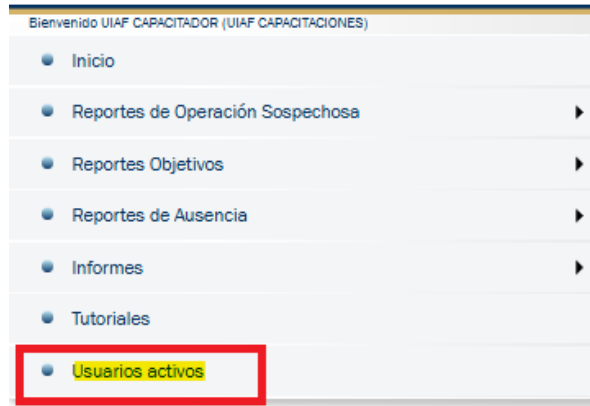 Bienvenido UIAF CAPACITADOR (UIAF CAPACITACIONES)
Inicio
Reportes de Operación Sospechosa
Reportes Objetivos
Reportes de Ausencia
Informes
Tutoriales
Usuarios activos